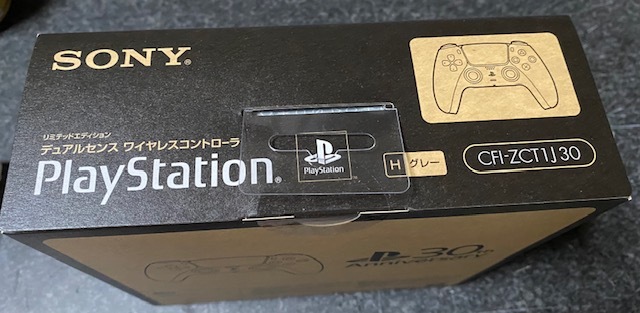 SONY®
リミテッドエディション
デュアルセンス ワイヤレスコントローラ
PlayStation®
PlayStation™
H グレー
CFI-ZCT1J 30
30th
Anniversary